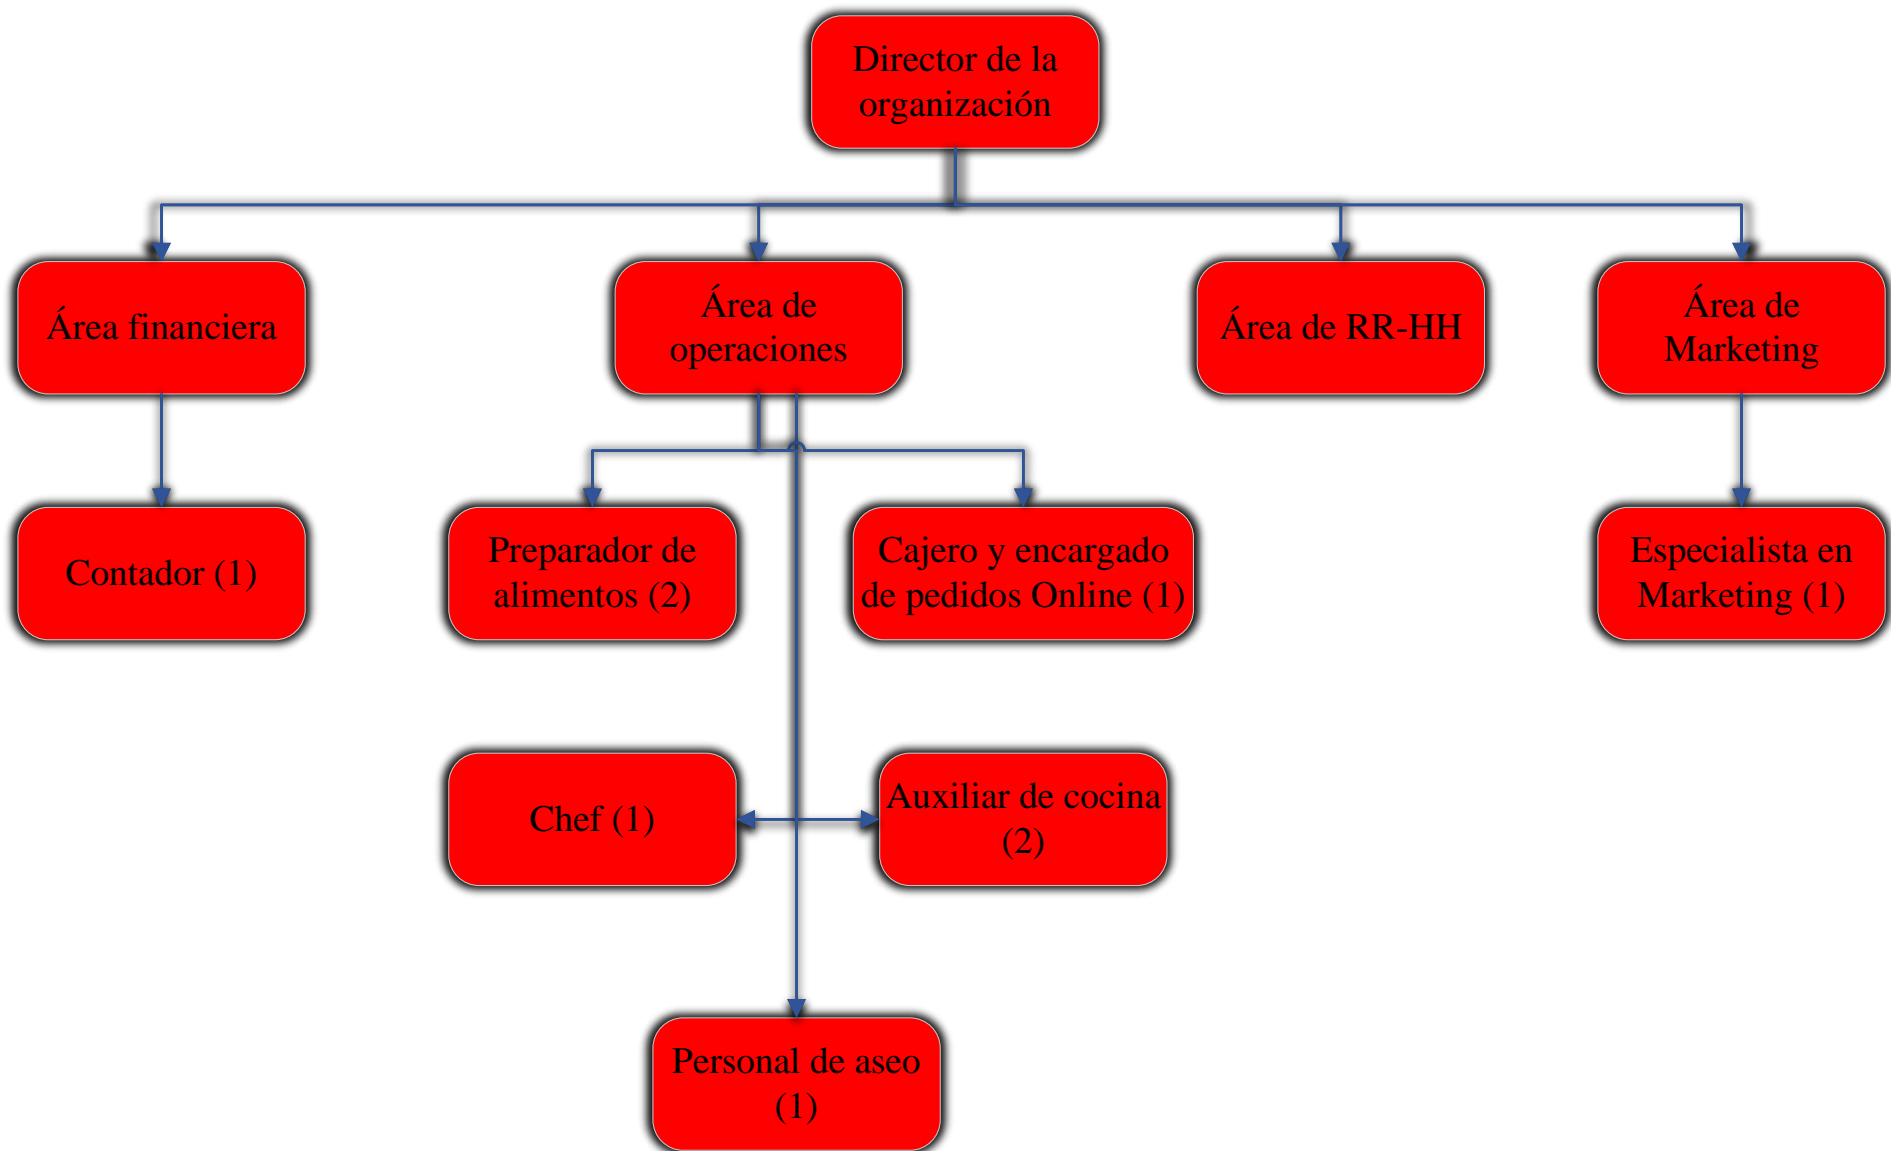 Director de la
organización
Área financiera
Área de
operaciones
Área de RR-HH
Área de
Marketing
Contador (1)
Preparador de
alimentos (2)
Cajero y encargado
de pedidos Online (1)
Especialista en
Marketing (1)
Chef (1)
Auxiliar de cocina
(2)
Personal de aseo
(1)